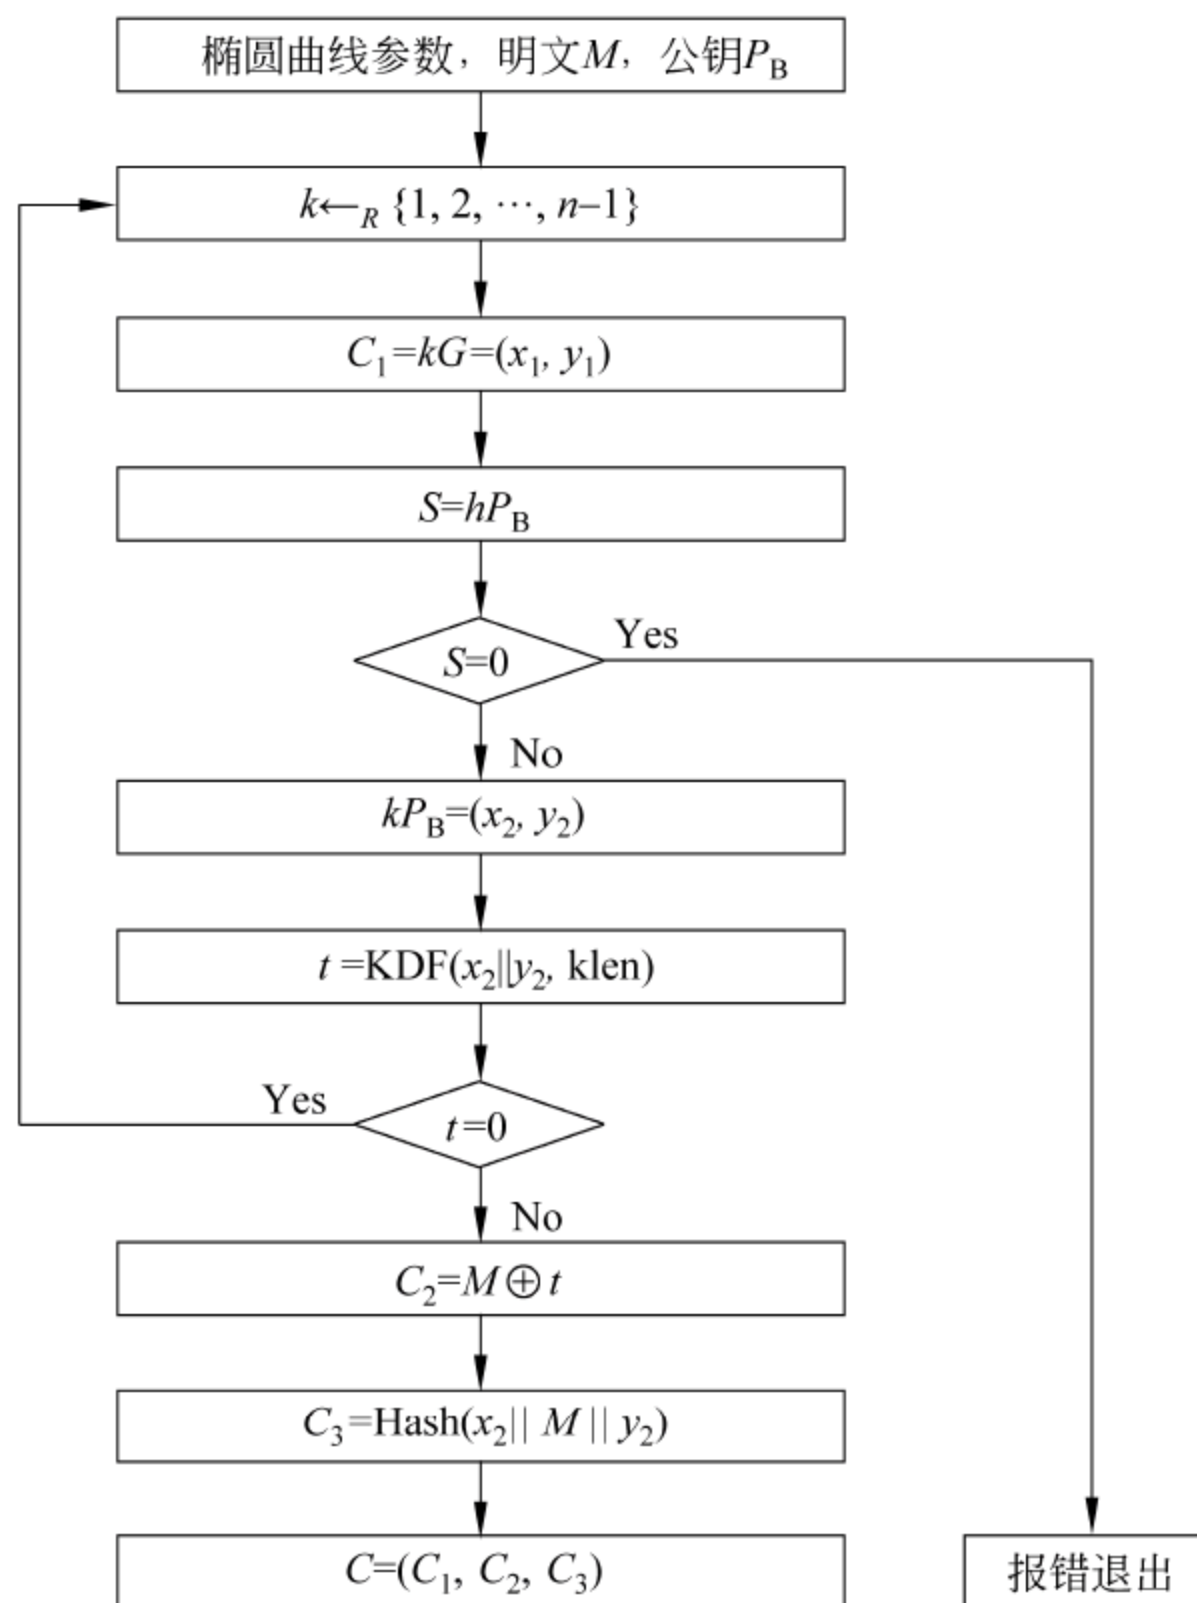 椭圆曲线参数，明文M，公钥P_B
k←_R {1, 2, ⋯, n–1}
C_1=kG=(x_1, y_1)
S=hP_B
S=0
Yes
No
kP_B=(x_2, y_2)
t =KDF(x_2||y_2, klen)
t=0
Yes
No
C_2=M⊕t
C_3=Hash(x_2|| M || y_2)
C=(C_1, C_2, C_3)
报错退出